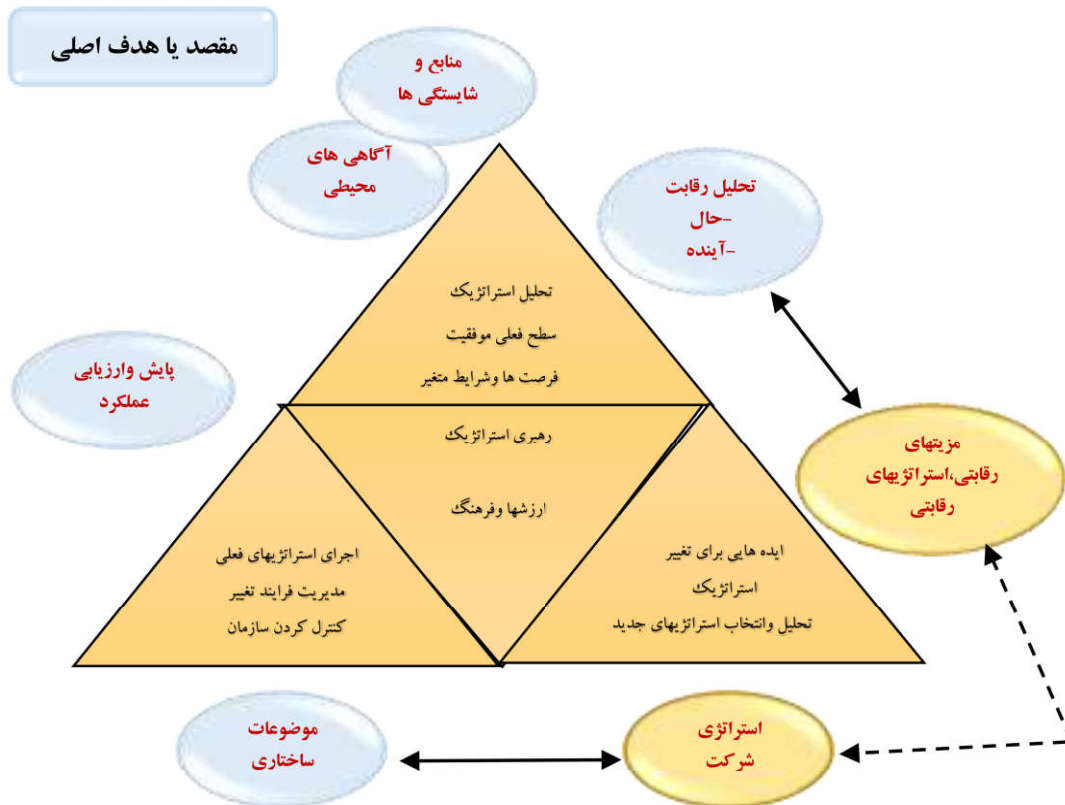 مقصد یا هدف اصلی
منابع و
شایستگی ها
آگاهی های
محیطی
تحلیل رقابت
-حال
-آینده
تحلیل استراتژیک
سطح فعلی موفقیت
فرصت ها وشرایط متغیر
پایش وارزیابی
عملکرد
مزیتهای
رقابتی،استراتژیهای
رقابتی
رهبری استراتژیک
ارزشها وفرهنگ
ایده هایی برای تغییر
استراتژیک
تحلیل وانتخاب استراتژیهای جدید
اجرای استراتژیهای فعلی
مدیریت فرایند تغییر
کنترل کردن سازمان
استراتژی
شرکت
موضوعات
ساختاری